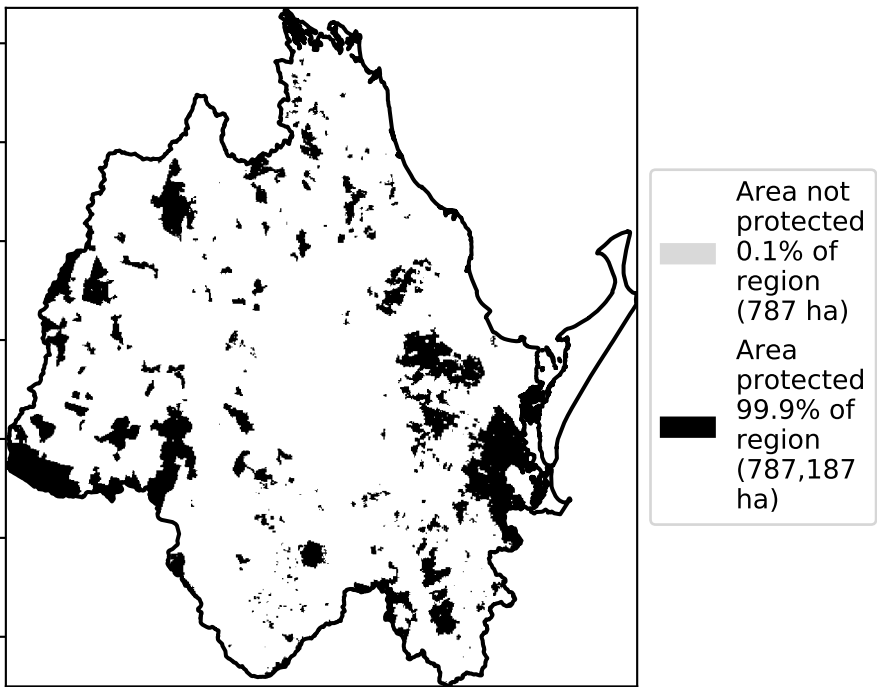 Area not
protected
0.1% of
region
(787 ha)
Area
protected
99.9% of
region
(787,187
ha)